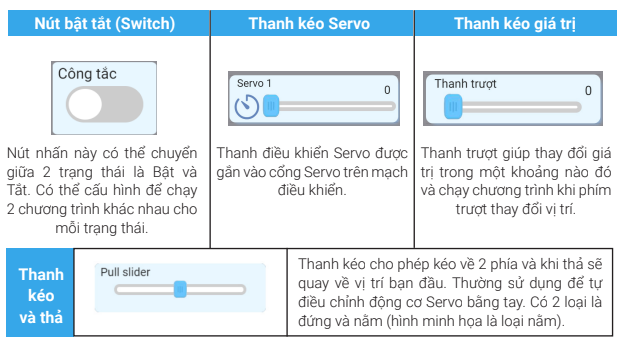 Nút bật tắt (Switch)
Thanh kéo Servo
Thanh kéo giá trị
Công tắc
Servo 1
0
Thanh trượt
0
Nút nhấn này có thể chuyển
giữa 2 trạng thái là Bật và
Tắt. Có thể cấu hình để chạy
2 chương trình khác nhau cho
mỗi trạng thái.
Thanh điều khiển Servo được
gắn vào cổng Servo trên mạch
điều khiển.
Thanh trượt giúp thay đổi giá
trị trong một khoảng nào đó
và chạy chương trình khi phím
trượt thay đổi vị trí.
Thanh
kéo
và thả
Pull slider
Thanh kéo cho phép kéo về 2 phía và khi thả sẽ
quay về vị trí bạn đầu. Thường sử dụng để tự
điều chỉnh động cơ Servo bằng tay. Có 2 loại là
đứng và nằm (hình minh họa là loại nằm).